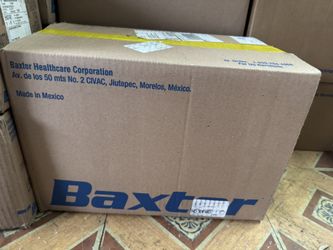 Baxter Healthcare Corporation
Av. de los 50 mts No. 2 CIVAC, Jiutepec, Morelos, México.
Made in Mexico
Baxter